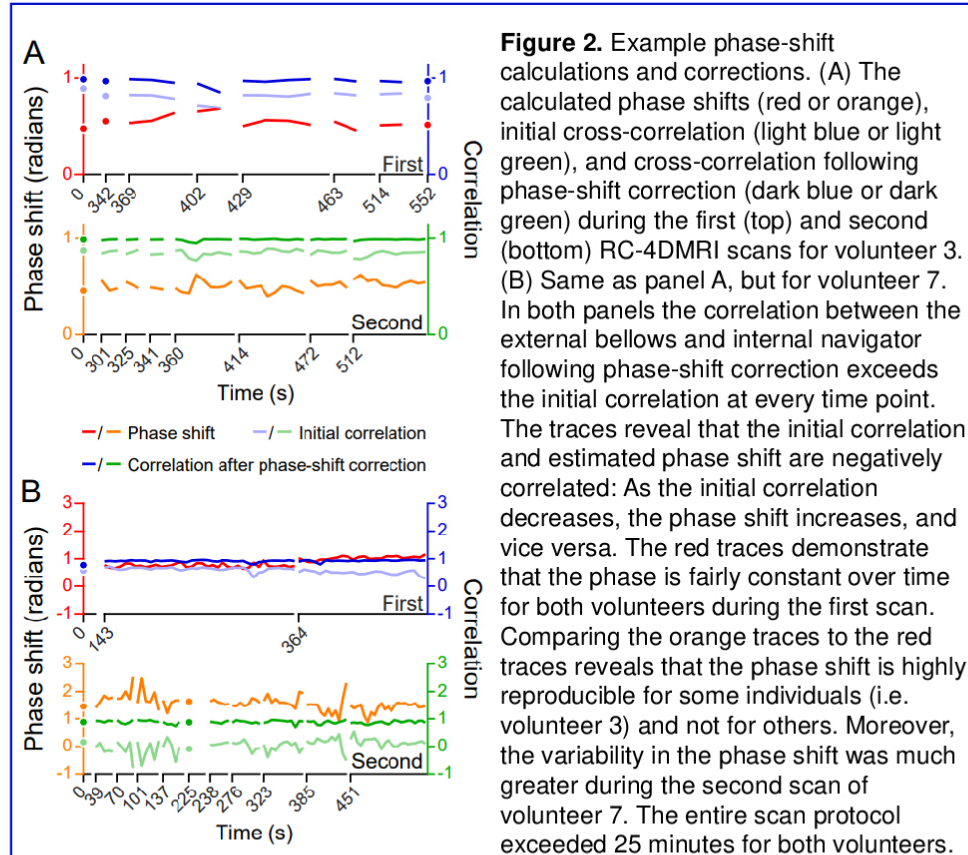 A
Phase shift (radians)
1
0
1
0
First
Correlation
0 342 369 402 429 463 514 552
1
0
1
0
Second
0 301 325 341 360 414 472 512
Time (s)
/ Phase shift / Initial correlation
/ Correlation after phase-shift correction
B
Phase shift (radians)
3
2
1
0
-1
3
2
1
0
-1
First
Correlation
0 143 364
3
2
1
0
-1
3
2
1
0
-1
Second
0 39 70 101 137 225 238 276 323 385 451
Time (s)
Figure 2. Example phase-shift
calculations and corrections. (A) The
calculated phase shifts (red or orange),
initial cross-correlation (light blue or light
green), and cross-correlation following
phase-shift correction (dark blue or dark
green) during the first (top) and second
(bottom) RC-4DMRI scans for volunteer 3.
(B) Same as panel A, but for volunteer 7.
In both panels the correlation between the
external bellows and internal navigator
following phase-shift correction exceeds
the initial correlation at every time point.
The traces reveal that the initial correlation
and estimated phase shift are negatively
correlated: As the initial correlation
decreases, the phase shift increases, and
vice versa. The red traces demonstrate
that the phase is fairly constant over time
for both volunteers during the first scan.
Comparing the orange traces to the red
traces reveals that the phase shift is highly
reproducible for some individuals (i.e.
volunteer 3) and not for others. Moreover,
the variability in the phase shift was much
greater during the second scan of
volunteer 7. The entire scan protocol
exceeded 25 minutes for both volunteers.